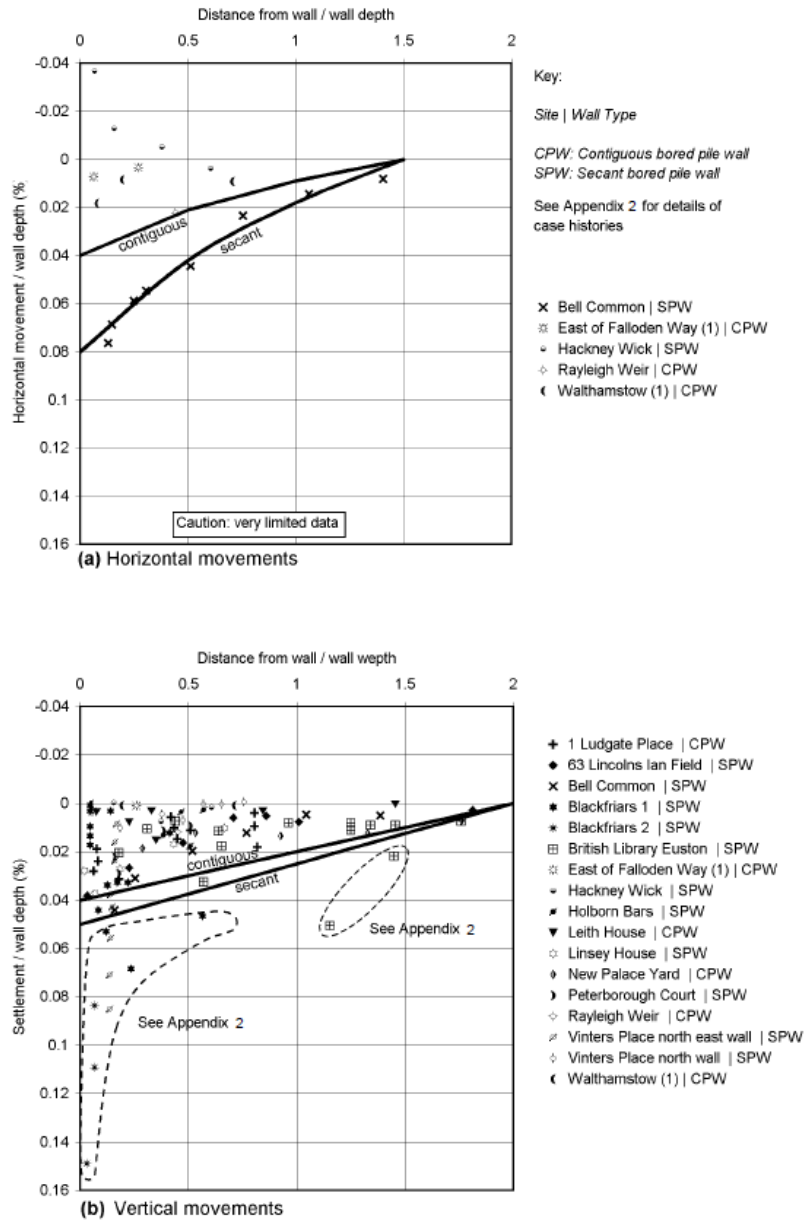 Distance from wall / wall depth
0 0.5 1 1.5 2
-0.04
0
0.02
0.04
0.06
0.08
0.1
0.12
0.14
0.16
Horizontal movement / wall depth (%
contiguous
secant
Caution: very limited data
(a) Horizontal movements
Key:
Site | Wall Type
CPW: Contiguous bored pile wall
SPW: Secant bored pile wall
See Appendix 2 for details of
case histories
Bell Common | SPW
East of Falloden Way (1) | CPW
Hackney Wick | SPW
Rayleigh Weir | CPW
Walthamstow (1) | CPW
Distance from wall / wall wepth
0 0.5 1 1.5 2
-0.04
-0.02
0
0.02
0.04
0.06
0.08
0.1
0.12
0.14
0.16
Settlement / wall depth (%)
contiguous
secant
See Appendix 2
See Appendix 2
(b) Vertical movements
1 Ludgate Place | CPW
63 Lincolns Ian Field | SPW
Bell Common | SPW
Blackfriars 1 | SPW
Blackfriars 2 | SPW
British Library Euston | SPW
East of Falloden Way (1) | CPW
Hackney Wick | SPW
Holborn Bars | SPW
Leith House | CPW
Linsey House | SPW
New Palace Yard | CPW
Peterborough Court | SPW
Rayleigh Weir | CPW
Vinters Place north east wall | SPW
Vinters Place north wall | SPW
Walthamstow (1) | CPW